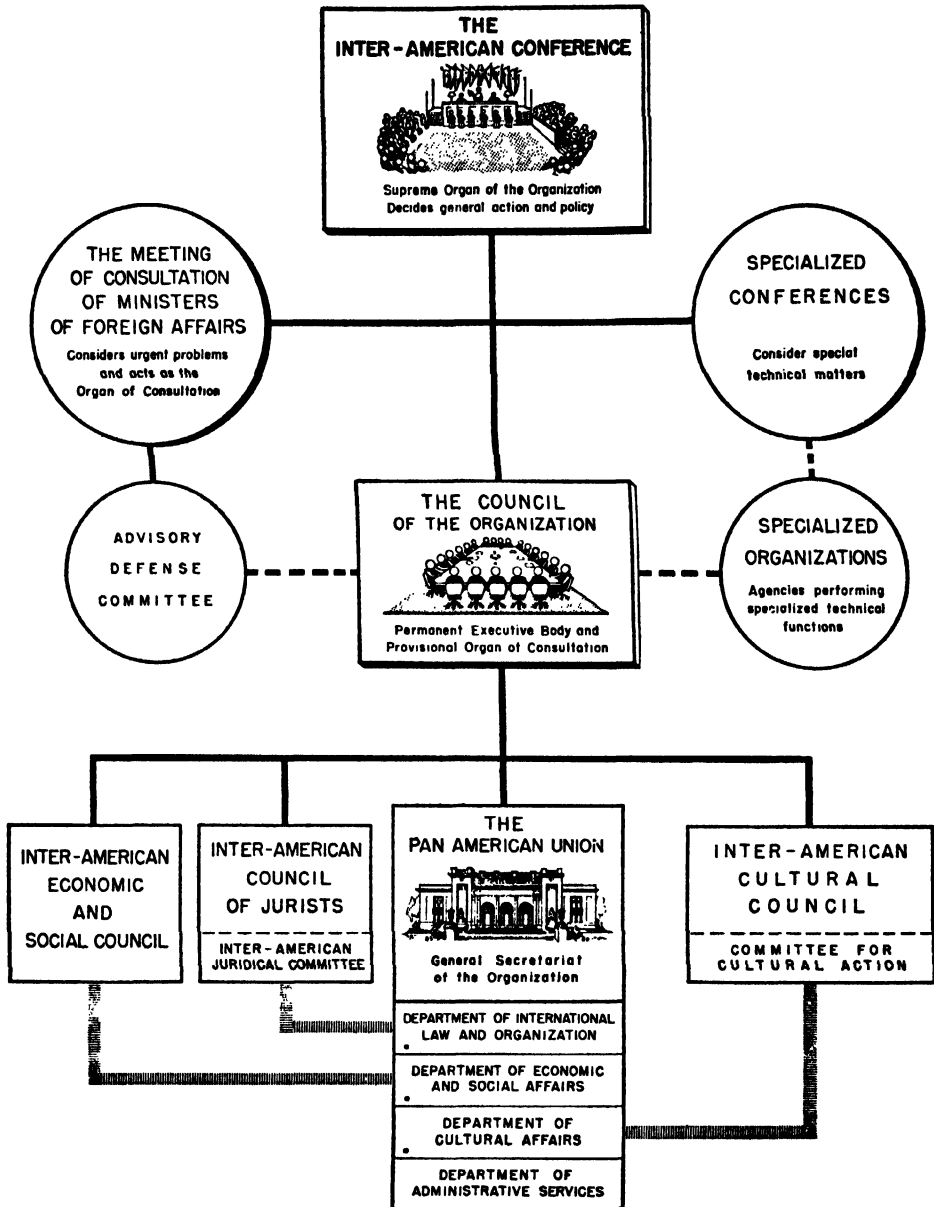 THE
INTER-AMERICAN CONFERENCE
Supreme Organ of the Organization
Decides general action and policy
THE MEETING
OF CONSULTATION
OF MINISTERS
OF FOREIGN AFFAIRS
Considers urgent problems
and acts as the
Organ of Consultation
SPECIALIZED
CONFERENCES
Consider special
technical matters
ADVISORY
DEFENSE
COMMITTEE
THE COUNCIL
OF THE ORGANIZATION
Permanent Executive Body and
Provisional Organ of Consultation
SPECIALIZED
ORGANIZATIONS
Agencies performing
specialized technical
functions
INTER-AMERICAN
ECONOMIC
AND
SOCIAL COUNCIL
INTER-AMERICAN
COUNCIL
OF JURISTS
INTER-AMERICAN
JURIDICAL COMMITTEE
THE
PAN AMERICAN UNION
General Secretariat
of the Organization
DEPARTMENT OF INTERNATIONAL
LAW AND ORGANIZATION
DEPARTMENT OF ECONOMIC
AND SOCIAL AFFAIRS
DEPARTMENT OF
CULTURAL AFFAIRS
DEPARTMENT OF
ADMINISTRATIVE SERVICES
INTER-AMERICAN
CULTURAL
COUNCIL
COMMITTEE FOR
CULTURAL ACTION